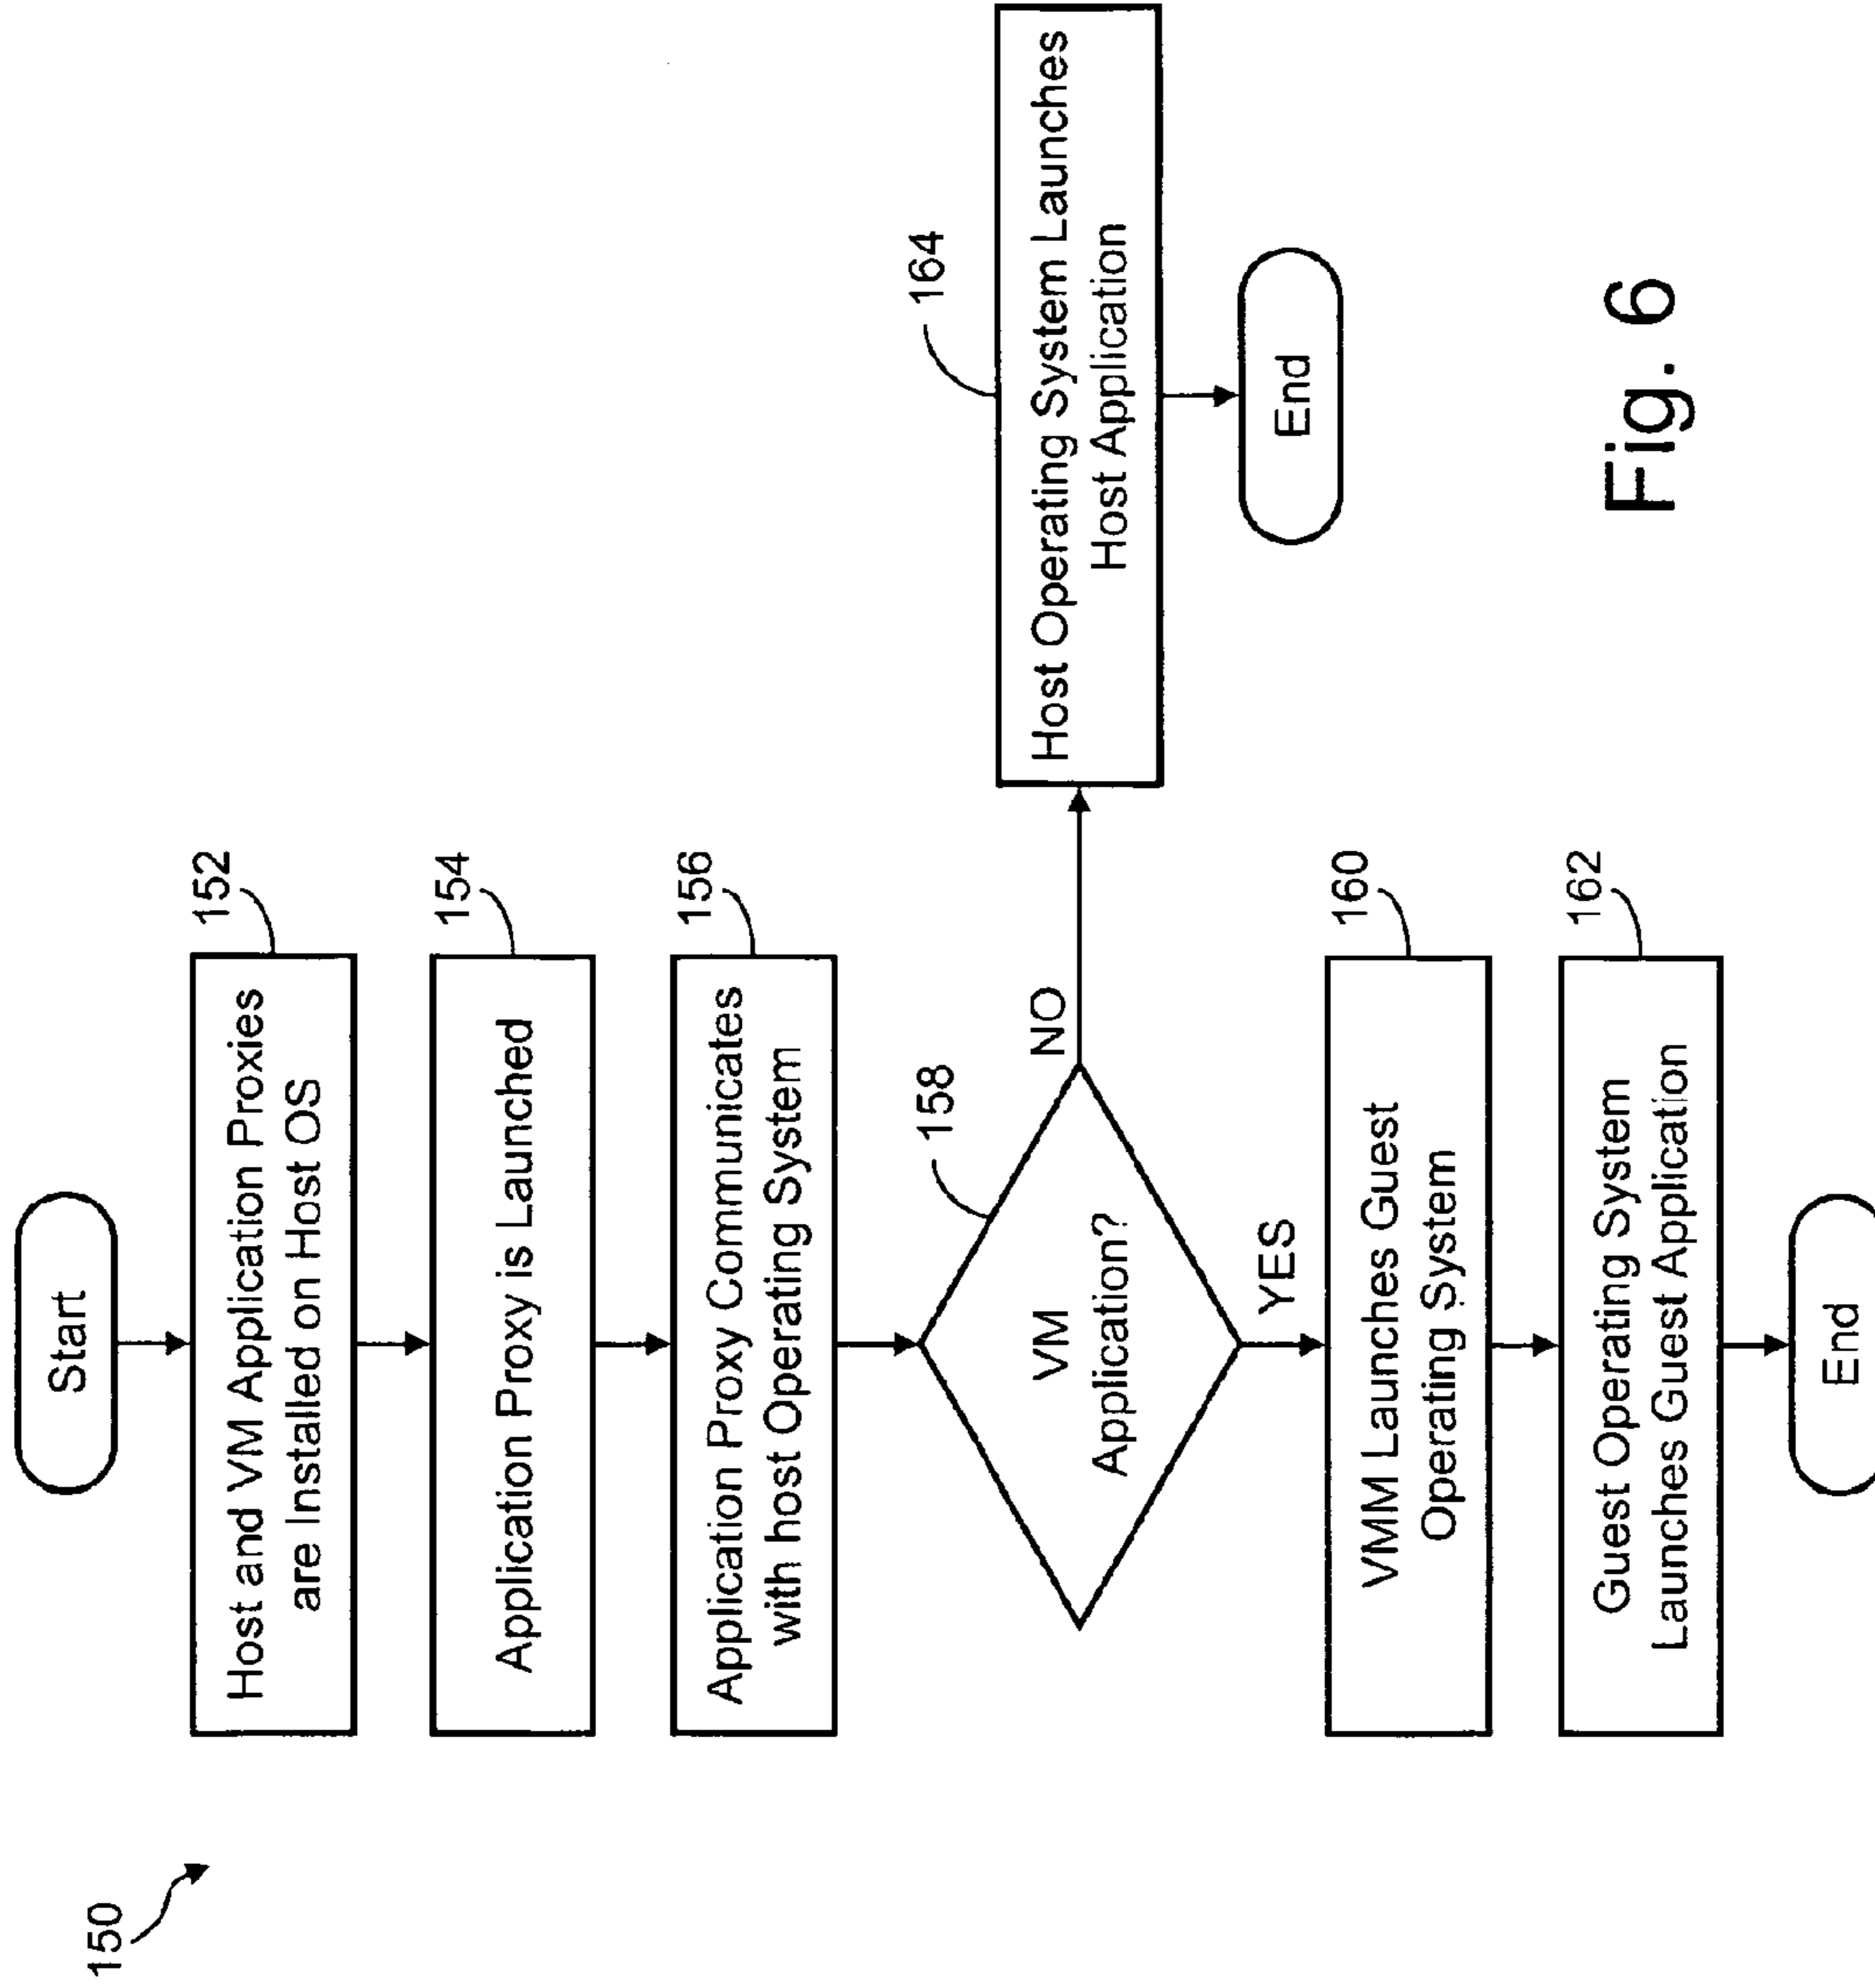 150
Start
152
Host and VM Application Proxies
are Installed on Host OS
154
Application Proxy is Launched
156
Application Proxy Communicates
with host Operating System
158
VM
Application?
NO
YES
164
Host Operating System Launches
Host Application
End
160
VMM Launches Guest
Operating System
162
Guest Operating System
Launches Guest Application
End
Fig. 6